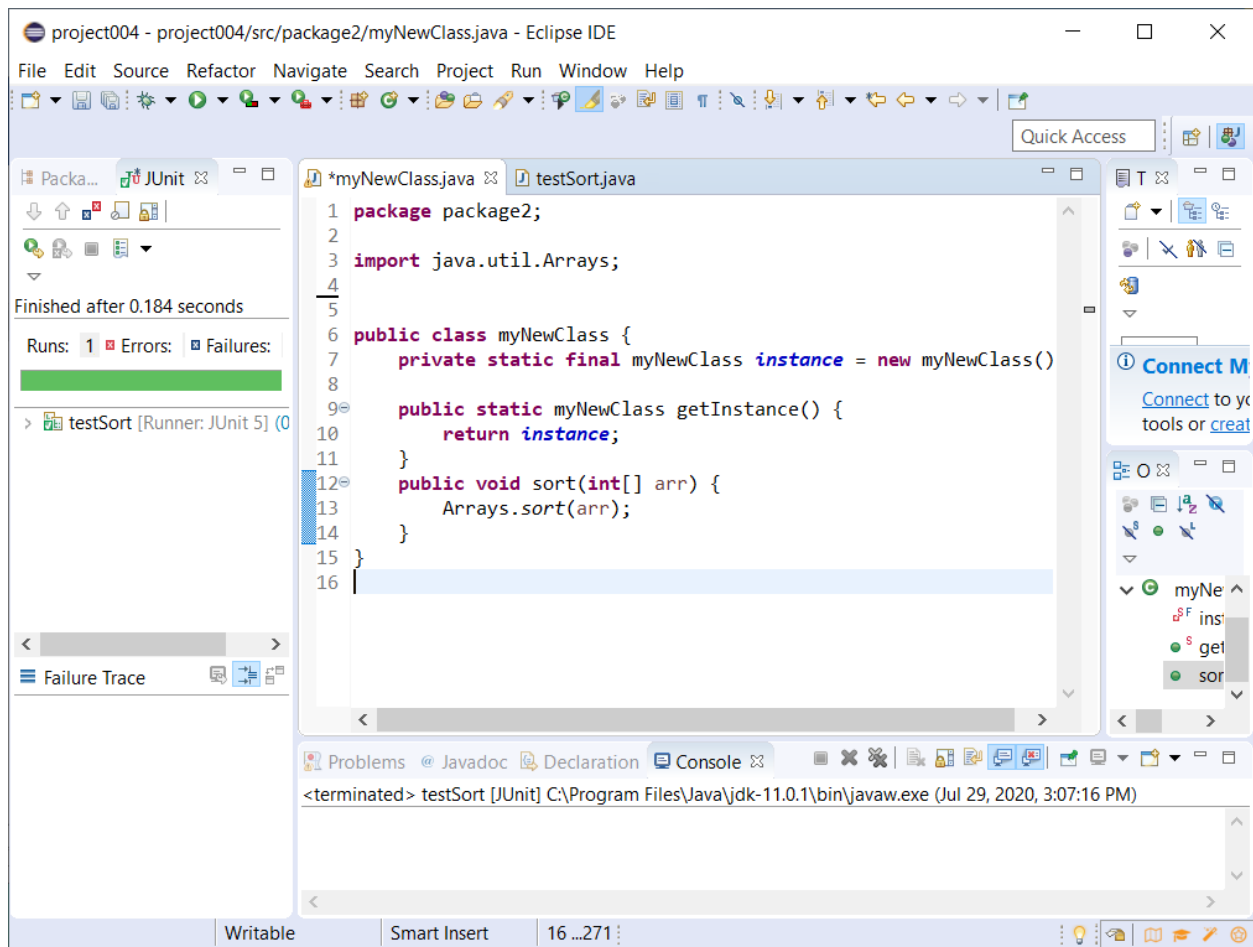 project004 - project004/src/package2/myNewClass.java - Eclipse IDE
File Edit Source Refactor Navigate Search Project Run Window Help
Quick Access
Packa... JUnit
Finished after 0.184 seconds
Runs: 1 Errors: Failures:
testSort [Runner: JUnit 5] (0
Failure Trace
*myNewClass.java testSort.java
1 package package2;
2
3 import java.util.Arrays;
4
5
6 public class myNewClass {
7 private static final myNewClass instance = new myNewClass()
8
9 public static myNewClass getInstance() {
10 return instance;
11 }
12 public void sort(int[] arr) {
13 Arrays.sort(arr);
14 }
15 }
16
T
Connect M
Connect to yo
tools or creat
O
myNe
inst
get
sor
Problems @ Javadoc Declaration Console
<terminated> testSort [JUnit] C:\Program Files\Java\jdk-11.0.1\bin\javaw.exe (Jul 29, 2020, 3:07:16 PM)
Writable Smart Insert 16 ...271